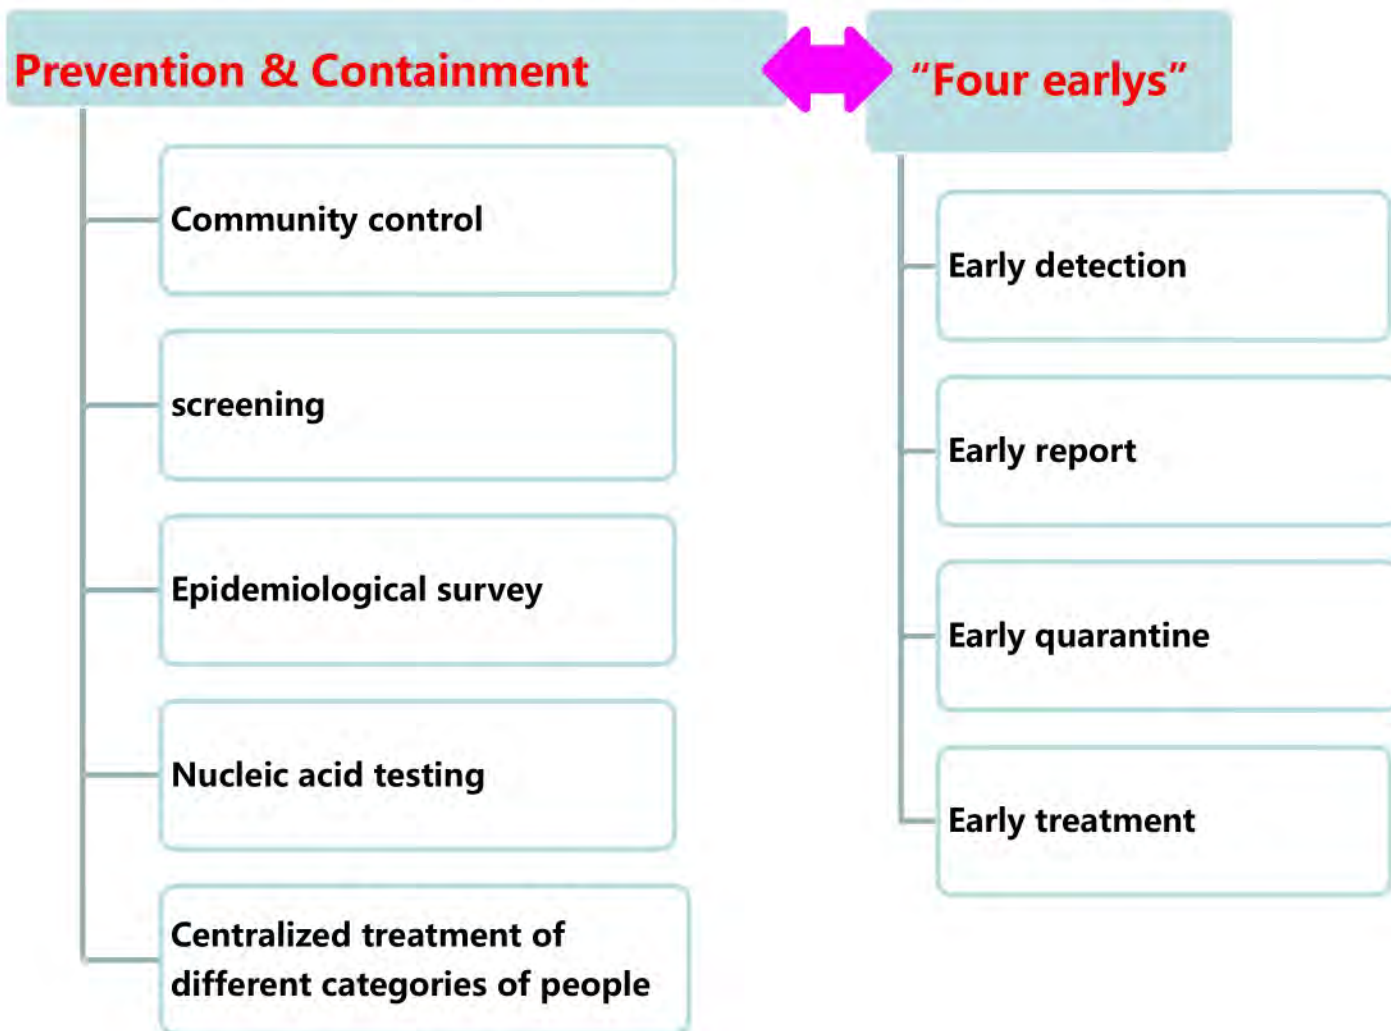 Prevention & Containment
Community control
screening
Epidemiological survey
Nucleic acid testing
Centralized treatment of
different categories of people
“Four earlys”
Early detection
Early report
Early quarantine
Early treatment